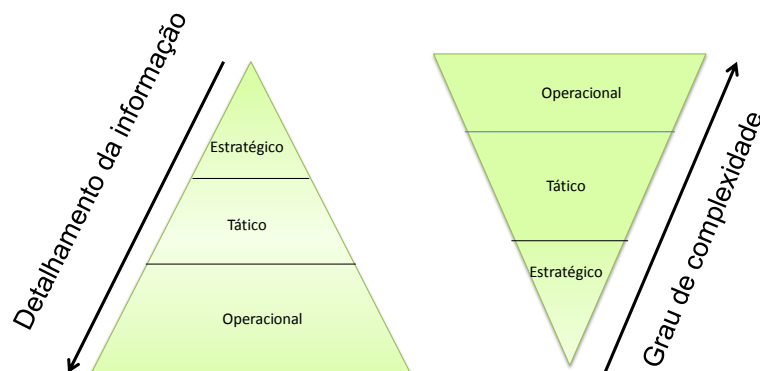 Detalhamento da informação
Estratégico
Tático
Operacional
Operacional
Tático
Estratégico
Grau de complexidade